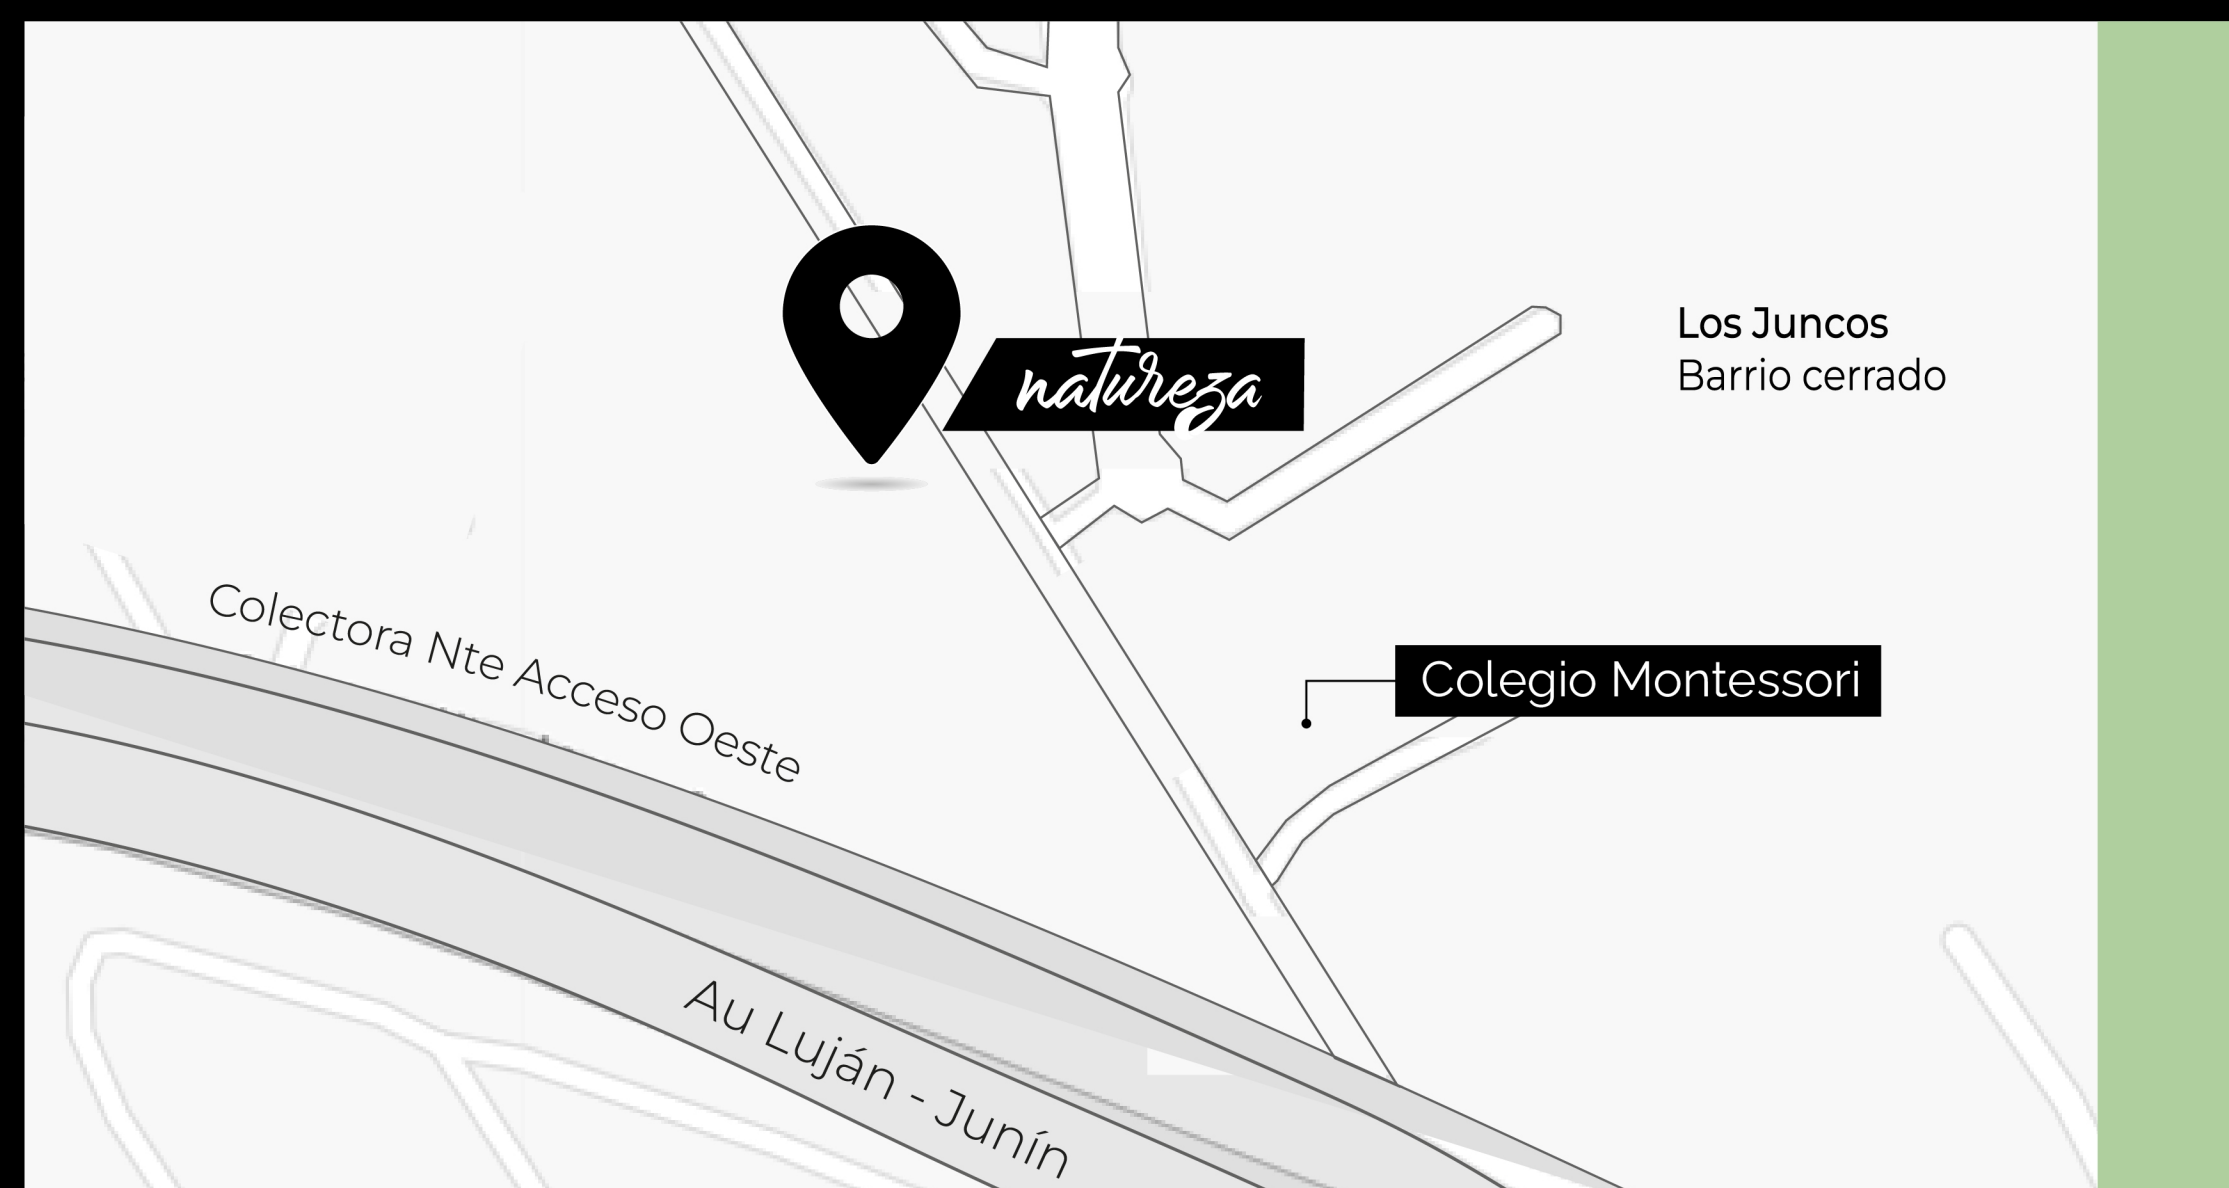 natureza
Los Juncos
Barrio cerrado
Colectora Nte Acceso Oeste
Colegio Montessori
Au Luján - Junín